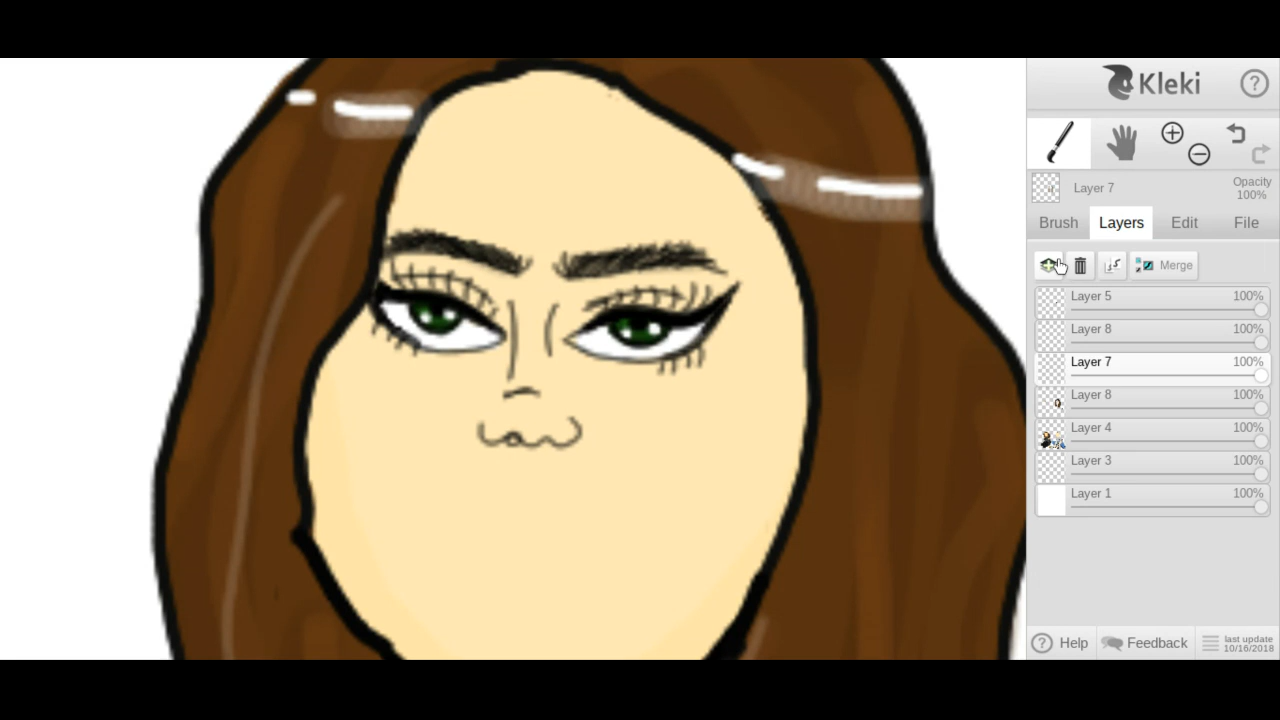 Kleki
?
Layer 7
Opacity
100%
Brush Layers Edit File
Merge
Layer 5 100%
Layer 8 100%
Layer 7 100%
Layer 8 100%
Layer 4 100%
Layer 3 100%
Layer 1 100%
? Help Feedback last update
10/16/2018